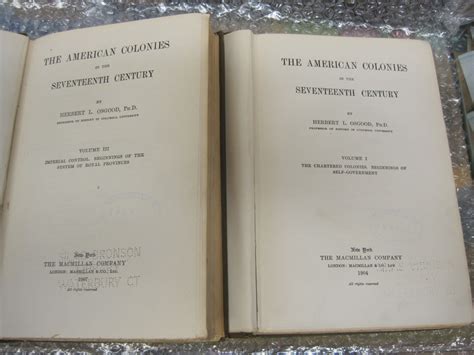 THE AMERICAN COLONIES
IN THE
SEVENTEENTH CENTURY
BY
HERBERT L. OSGOOD, PH.D.
PROFESSOR OF HISTORY IN COLUMBIA UNIVERSITY
VOLUME III
IMPERIAL CONTROL. BEGINNINGS OF THE
SYSTEM OF ROYAL PROVINCES
New York
THE MACMILLAN COMPANY
LONDON: MACMILLAN & CO., LTD.
1907
All rights reserved
BRONSON
WATERBURY CT
THE AMERICAN COLONIES
IN THE
SEVENTEENTH CENTURY
BY
HERBERT L. OSGOOD, PH.D.
PROFESSOR OF HISTORY IN COLUMBIA UNIVERSITY
VOLUME I
THE CHARTERED COLONIES. BEGINNINGS OF
SELF-GOVERNMENT
New York
THE MACMILLAN COMPANY
LONDON: MACMILLAN & CO., LTD.
1904
All rights reserved